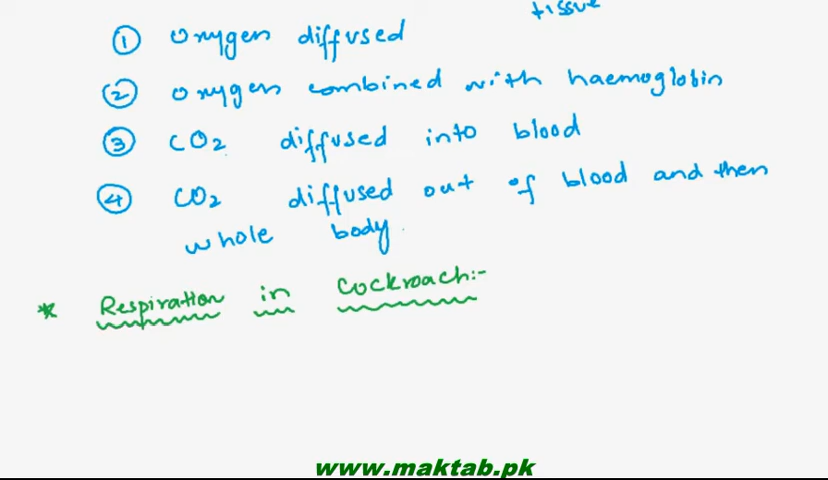 tissue
① oxygen diffused
② oxygen combined with haemoglobin
③ CO2 diffused into blood
④ CO2 diffused out of blood and then
whole body.
* Respiration in Cockroach:-
www.maktab.pk